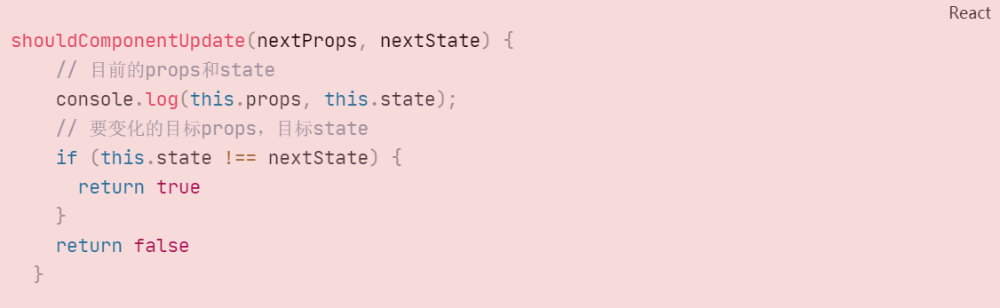 React
shouldComponentUpdate(nextProps, nextState) {
    // 目前的props和state
    console.log(this.props, this.state);
    // 要变化的目标props，目标state
    if (this.state !== nextState) {
      return true
    }
    return false
  }